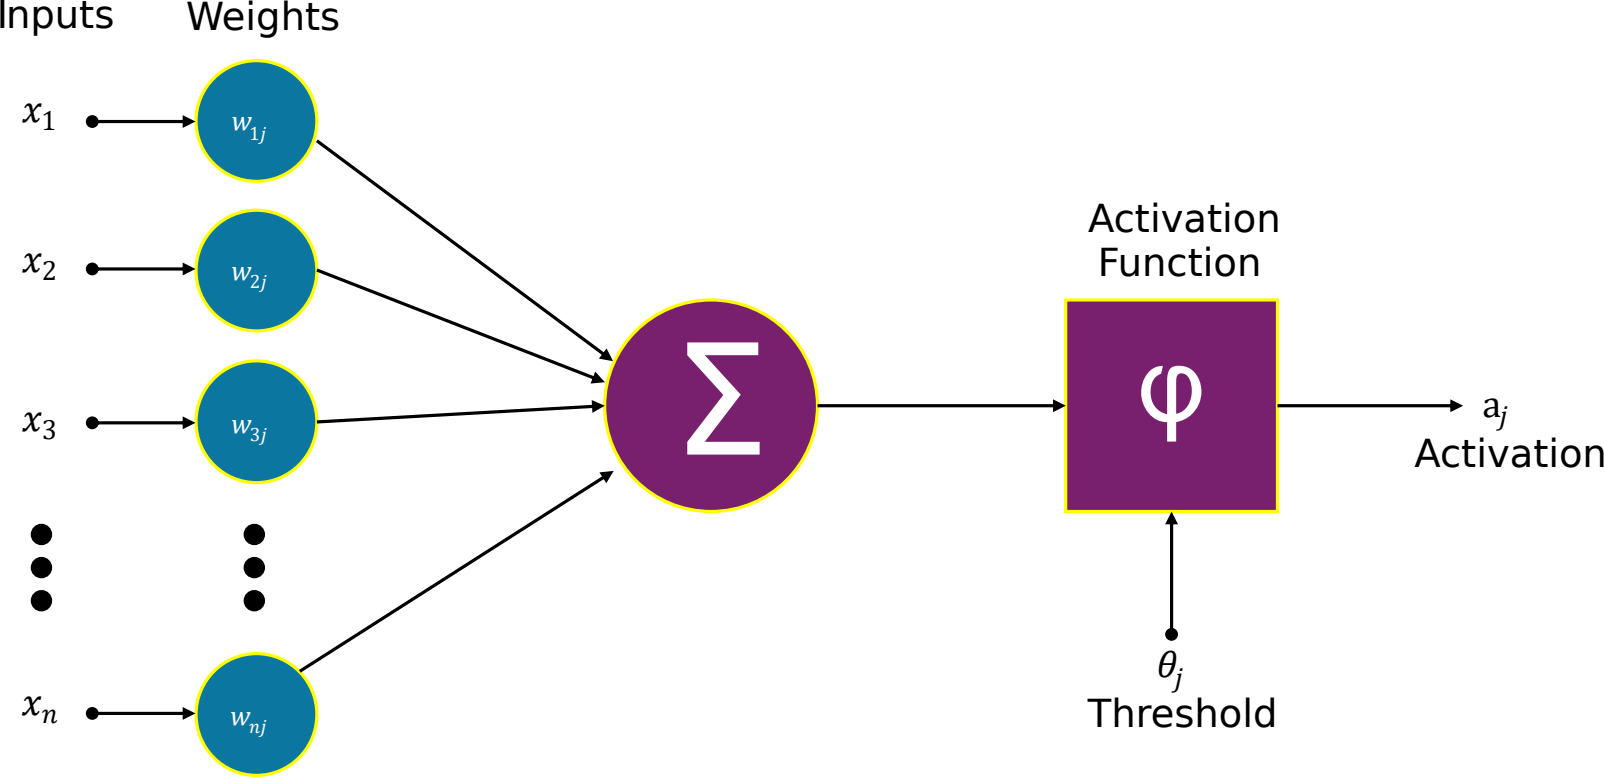 Inputs
Weights
x₁
w₁ⱼ
x₂
w₂ⱼ
x₃
w₃ⱼ
xₙ
wₙⱼ
Σ
Activation
Function
φ
aⱼ
Activation
θⱼ
Threshold